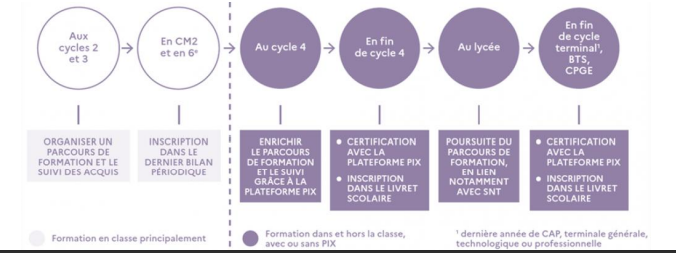 Aux
cycles 2
et 3
En CM2
et en 6e
Au cycle 4
En fin
de cycle 4
Au lycée
En fin
de cycle
terminal¹,
BTS,
CPGE
ORGANISER UN
PARCOURS DE
FORMATION ET LE
SUIVI DES ACQUIS
INSCRIPTION
DANS LE
DERNIER BILAN
PÉRIODIQUE
ENRICHIR
LE PARCOURS
DE FORMATION
ET LE SUIVI
GRÂCE À LA
PLATEFORME PIX
• CERTIFICATION
AVEC LA
PLATEFORME PIX
• INSCRIPTION
DANS LE LIVRET
SCOLAIRE
POURSUITE DU
PARCOURS DE
FORMATION,
EN LIEN
NOTAMMENT
AVEC SNT
• CERTIFICATION
AVEC LA
PLATEFORME PIX
• INSCRIPTION
DANS LE LIVRET
SCOLAIRE
Formation en classe principalement
Formation dans et hors la classe,
avec ou sans PIX
¹ dernière année de CAP, terminale générale,
technologique ou professionnelle